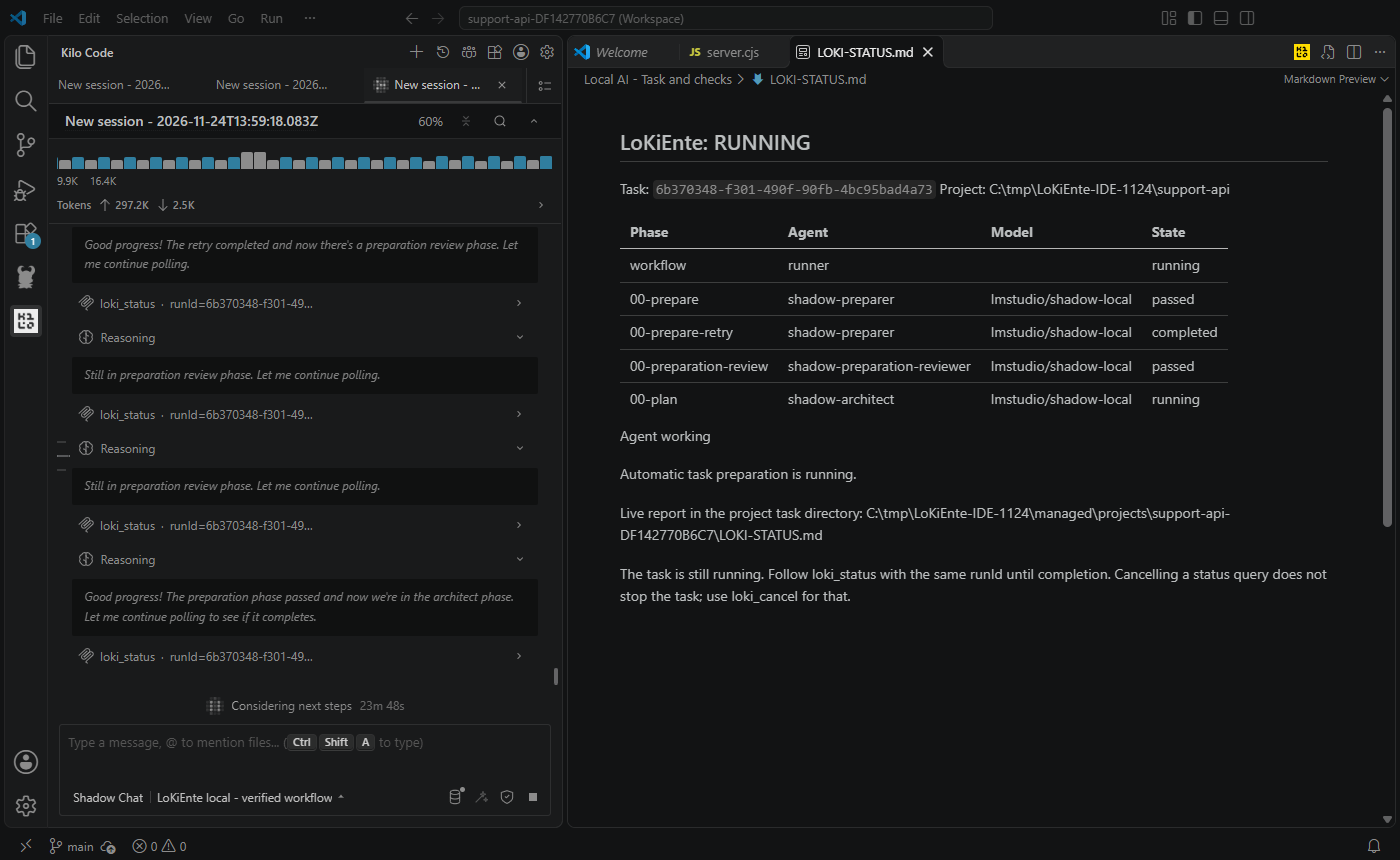 File Edit Selection View Go Run ···
support-api-DF142770B6C7 (Workspace)
Kilo Code
New session - 2026...
New session - 2026...
New session - ...
New session - 2026-11-24T13:59:18.083Z
60%
9.9K 16.4K
Tokens ↑ 297.2K ↓ 2.5K
Good progress! The retry completed and now there's a preparation review phase. Let
me continue polling.
loki_status · runId=6b370348-f301-49...
Reasoning
Still in preparation review phase. Let me continue polling.
loki_status · runId=6b370348-f301-49...
Reasoning
Still in preparation review phase. Let me continue polling.
loki_status · runId=6b370348-f301-49...
Reasoning
Good progress! The preparation phase passed and now we're in the architect phase.
Let me continue polling to see if it completes.
loki_status · runId=6b370348-f301-49...
Considering next steps 23m 48s
Type a message, @ to mention files... ( Ctrl Shift A to type)
Shadow Chat LoKiEnte local - verified workflow
1
Welcome
JS server.cjs
LOKI-STATUS.md
Local AI - Task and checks > LOKI-STATUS.md
Markdown Preview
LoKiEnte: RUNNING
Task: 6b370348-f301-490f-90fb-4bc95bad4a73 Project: C:\tmp\LoKiEnte-IDE-1124\support-api
Phase Agent Model State
workflow runner running
00-prepare shadow-preparer lmstudio/shadow-local passed
00-prepare-retry shadow-preparer lmstudio/shadow-local completed
00-preparation-review shadow-preparation-reviewer lmstudio/shadow-local passed
00-plan shadow-architect lmstudio/shadow-local running
Agent working
Automatic task preparation is running.
Live report in the project task directory: C:\tmp\LoKiEnte-IDE-1124\managed\projects\support-api-
DF142770B6C7\LOKI-STATUS.md
The task is still running. Follow loki_status with the same runId until completion. Cancelling a status query does not
stop the task; use loki_cancel for that.
main 0 0